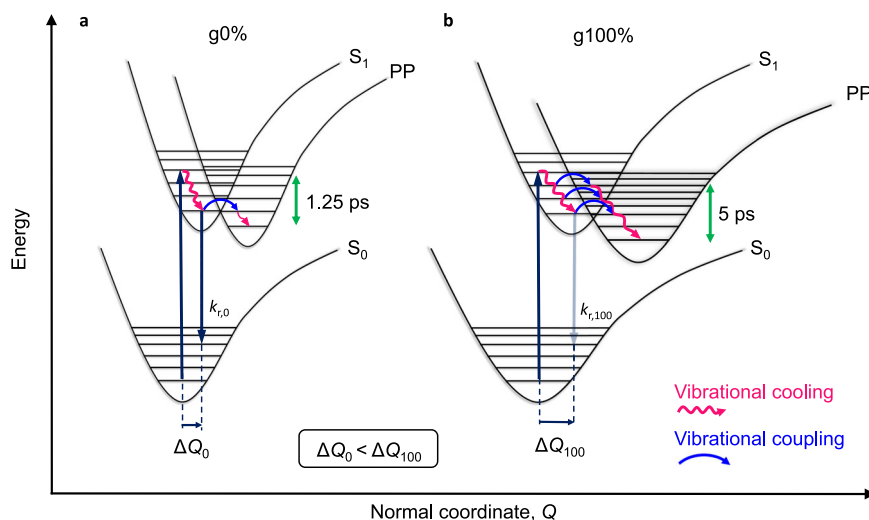 a
g0%
S1
PP
1.25 ps
S0
kr,0
ΔQ0
b
g100%
S1
PP
5 ps
S0
kr,100
ΔQ100
ΔQ0 < ΔQ100
Vibrational cooling
Vibrational coupling
Energy
Normal coordinate, Q